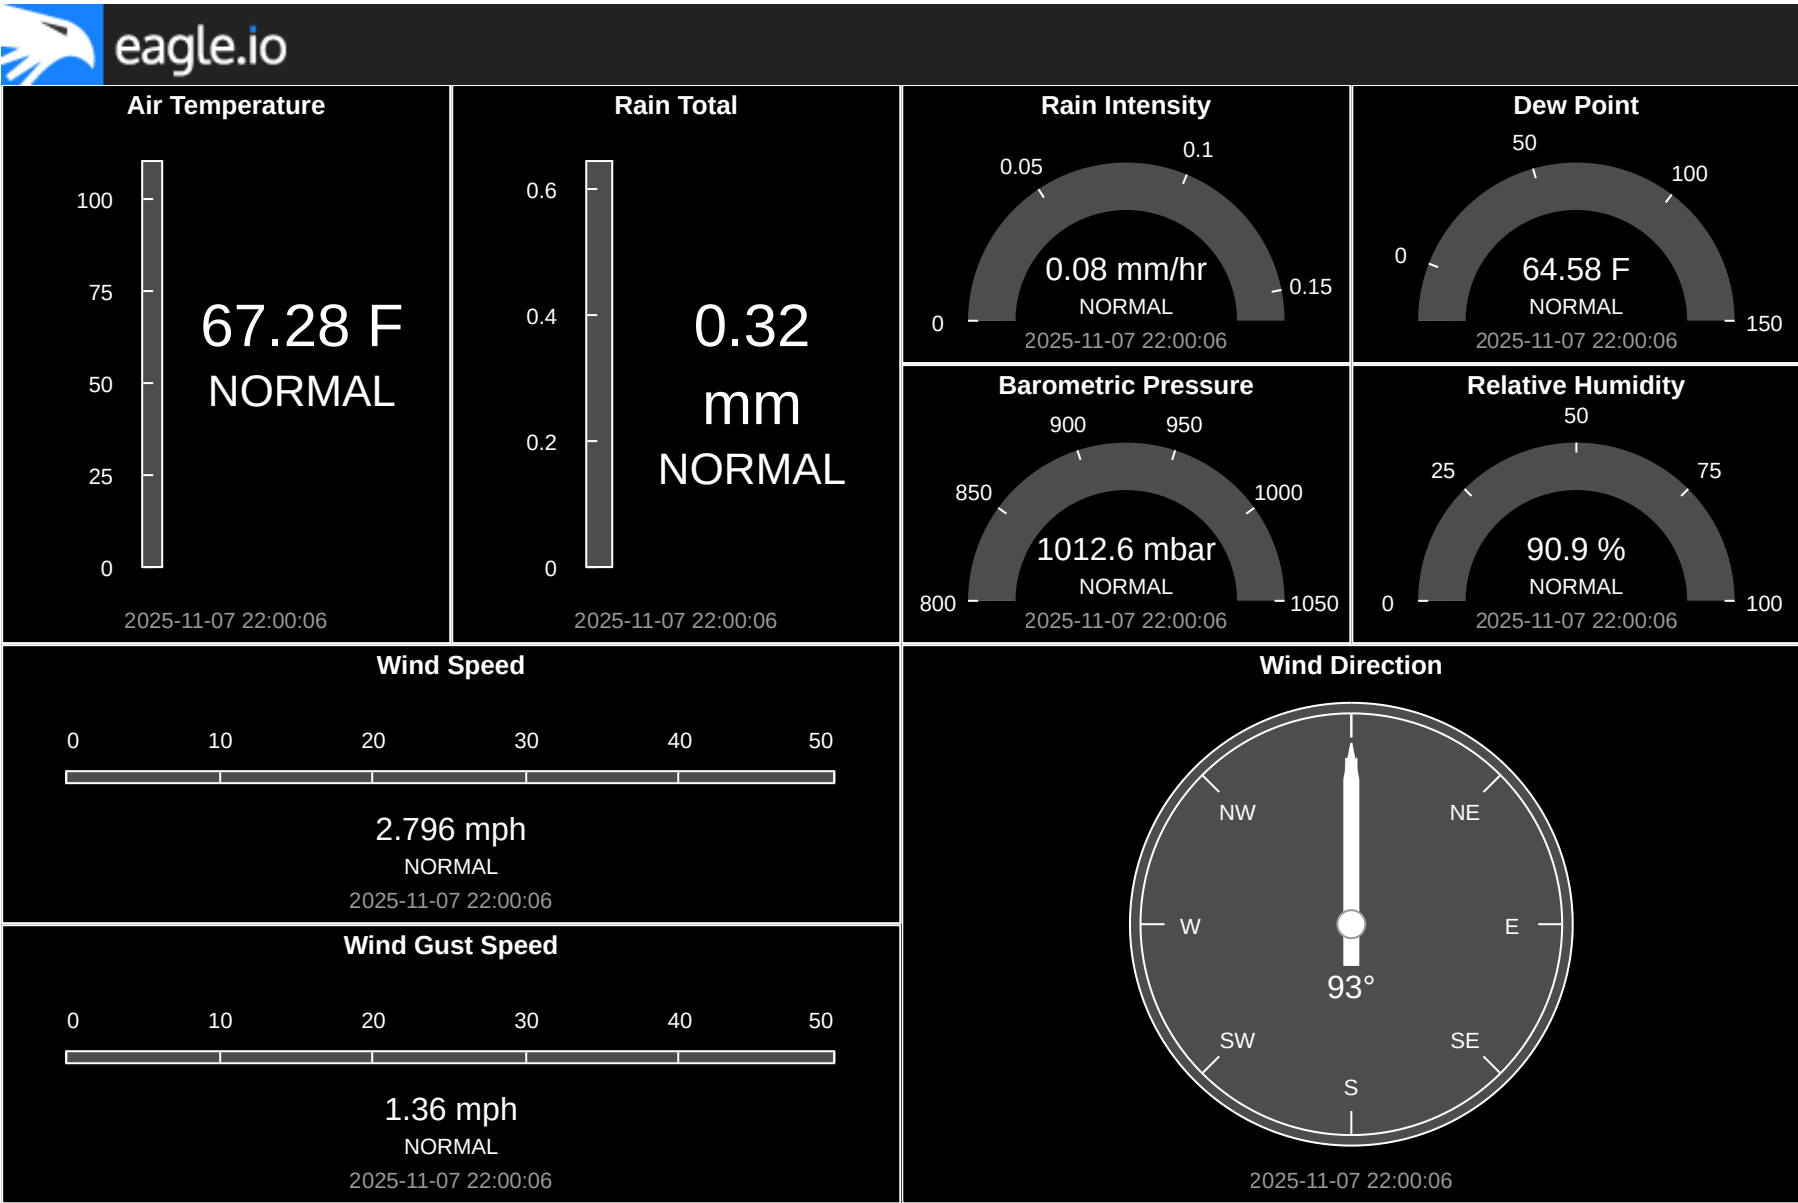 eagle.io
Air Temperature
100
75
50
25
0
67.28 F
NORMAL
2025-11-07 22:00:06
Rain Total
0.6
0.4
0.2
0
0.32
mm
NORMAL
2025-11-07 22:00:06
Rain Intensity
0
0.05
0.1
0.15
0.08 mm/hr
NORMAL
2025-11-07 22:00:06
Dew Point
0
50
100
150
64.58 F
NORMAL
2025-11-07 22:00:06
Barometric Pressure
800
850
900
950
1000
1050
1012.6 mbar
NORMAL
2025-11-07 22:00:06
Relative Humidity
0
25
50
75
100
90.9 %
NORMAL
2025-11-07 22:00:06
Wind Speed
0 10 20 30 40 50
2.796 mph
NORMAL
2025-11-07 22:00:06
Wind Gust Speed
0 10 20 30 40 50
1.36 mph
NORMAL
2025-11-07 22:00:06
Wind Direction
NW NE
W E
93°
SW SE
S
2025-11-07 22:00:06